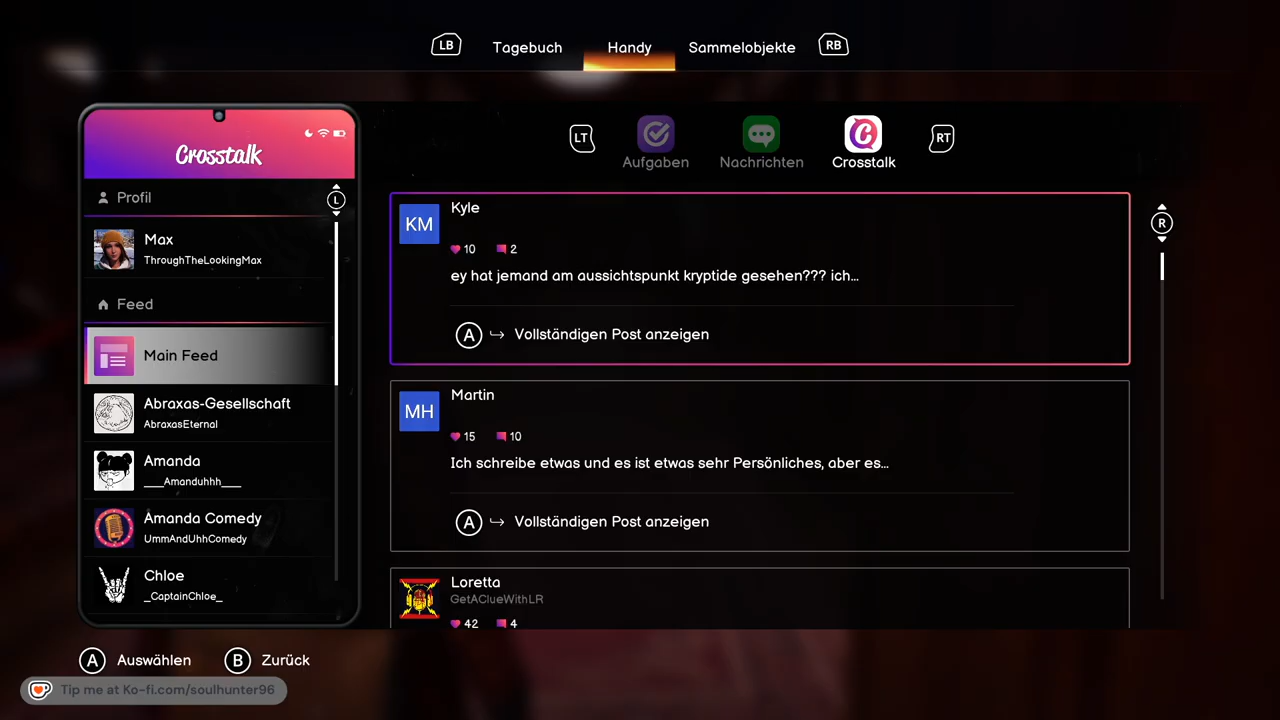 LB Tagebuch Handy Sammelobjekte RB
Crosstalk
Profil
L
Max
ThroughTheLookingMax
Feed
Main Feed
Abraxas-Gesellschaft
AbraxasEternal
Amanda
____Amanduhhh____
Amanda Comedy
UmmAndUhhComedy
Chloe
_CaptainChloe_
LT Aufgaben Nachrichten Crosstalk RT
R
KM
Kyle
10 2
ey hat jemand am aussichtspunkt kryptide gesehen??? ich...
A Vollständigen Post anzeigen
MH
Martin
15 10
Ich schreibe etwas und es ist etwas sehr Persönliches, aber es...
A Vollständigen Post anzeigen
Loretta
GetAClueWithLR
42 4
A Auswählen B Zurück
Tip me at Ko-fi.com/soulhunter96